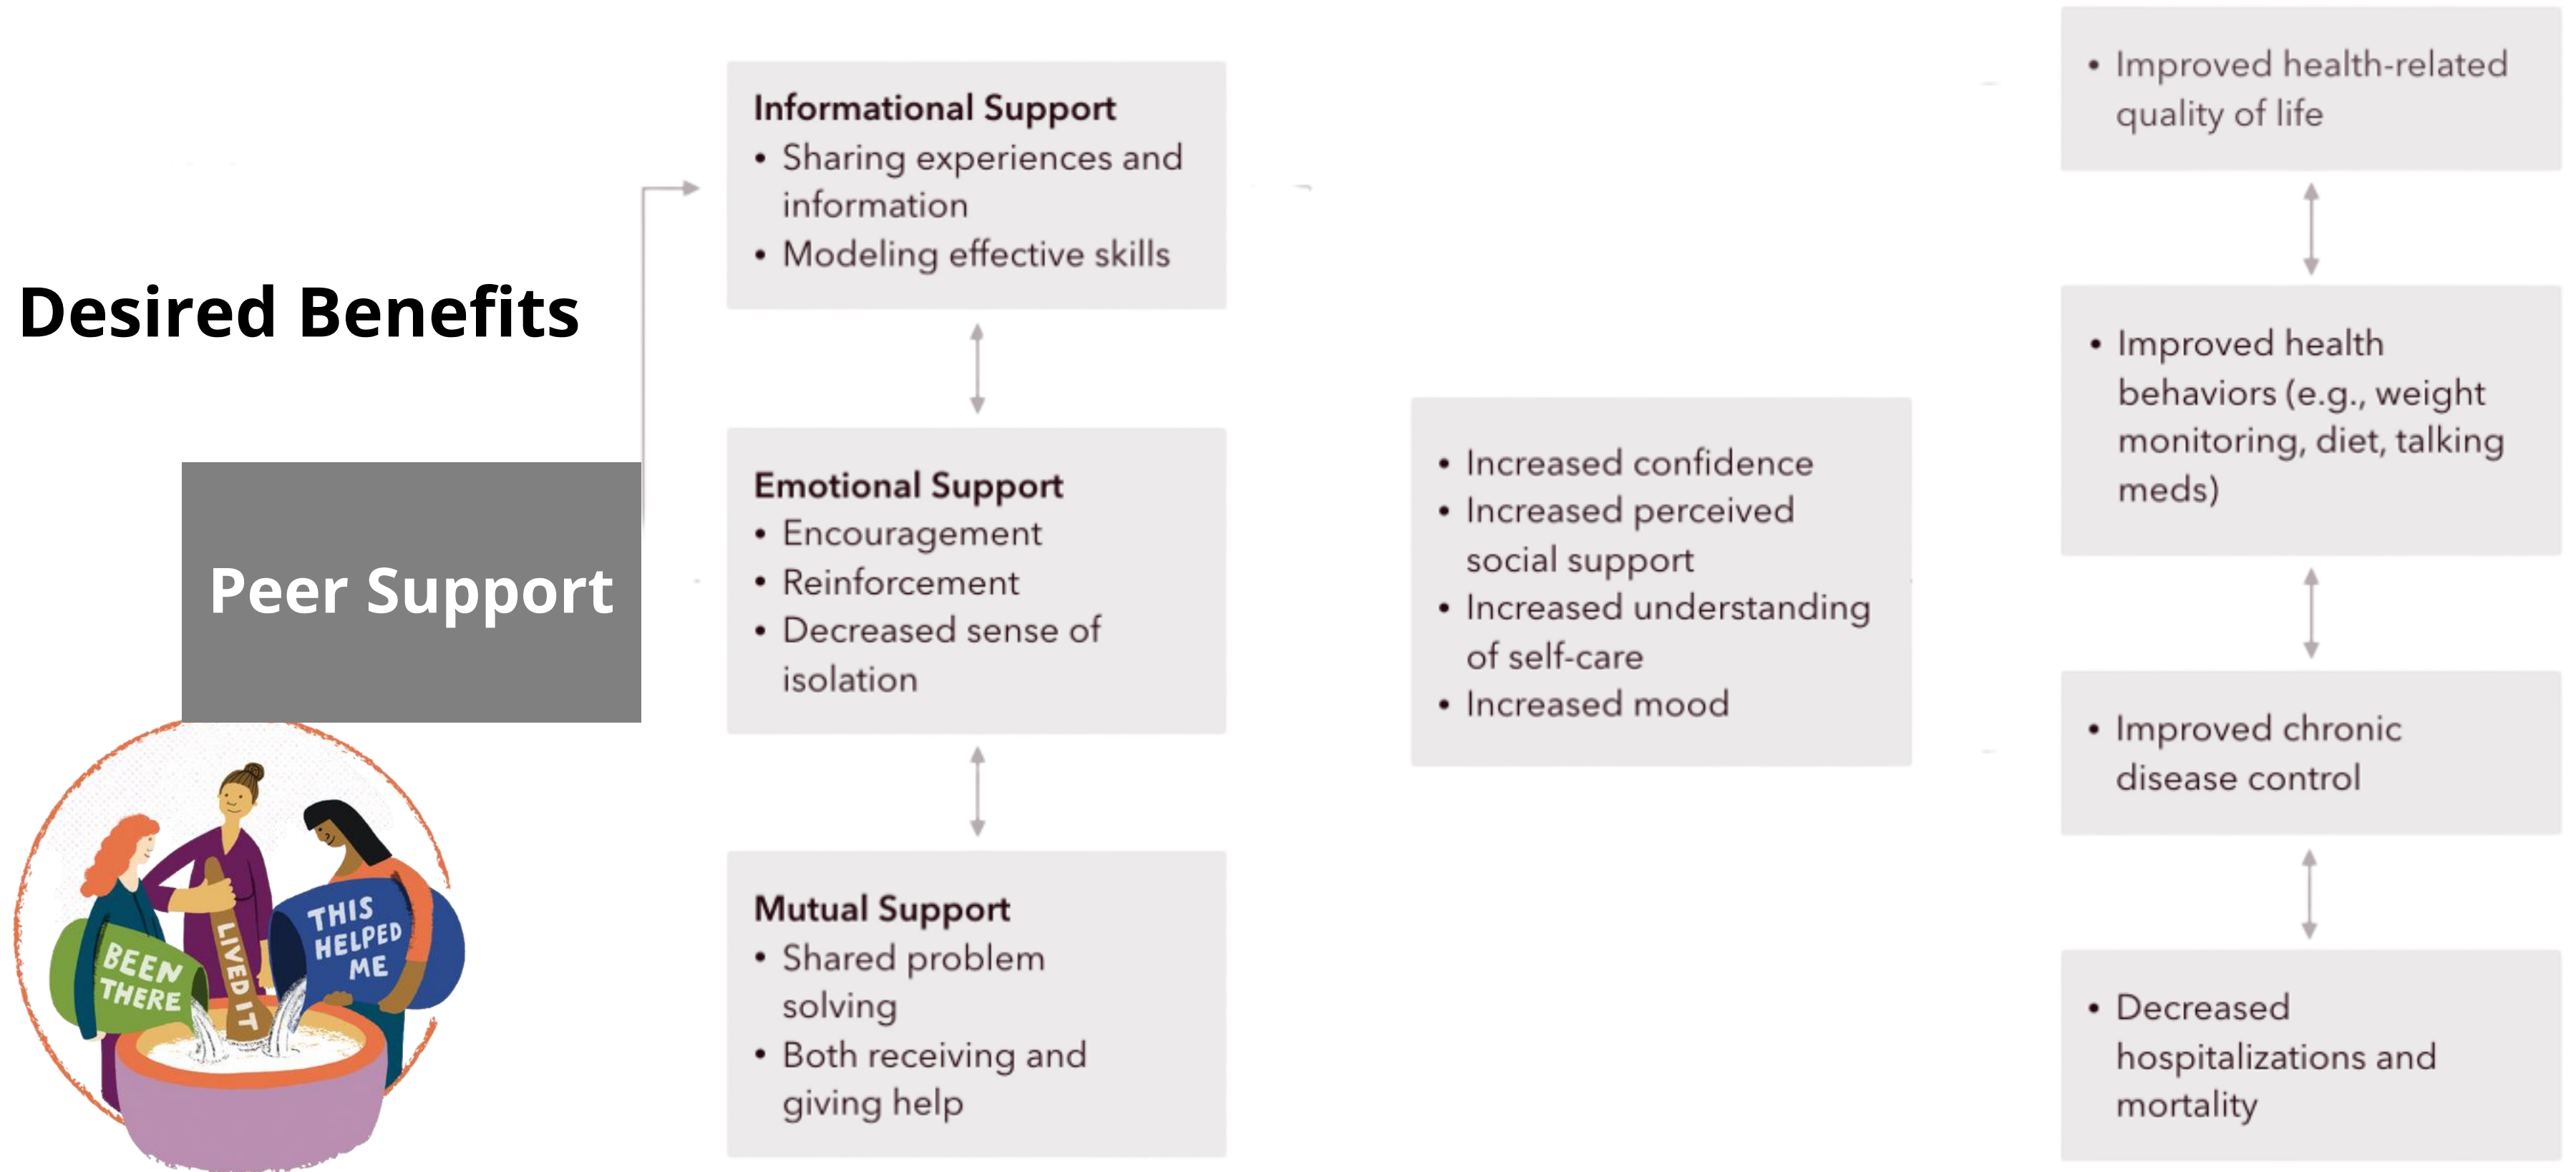 Desired Benefits
Peer Support
BEEN
THERE
LIVED IT
THIS
HELPED
ME
Informational Support
• Sharing experiences and
information
• Modeling effective skills
Emotional Support
• Encouragement
• Reinforcement
• Decreased sense of
isolation
Mutual Support
• Shared problem
solving
• Both receiving and
giving help
• Increased confidence
• Increased perceived
social support
• Increased understanding
of self-care
• Increased mood
• Improved health-related
quality of life
• Improved health
behaviors (e.g., weight
monitoring, diet, talking
meds)
• Improved chronic
disease control
• Decreased
hospitalizations and
mortality